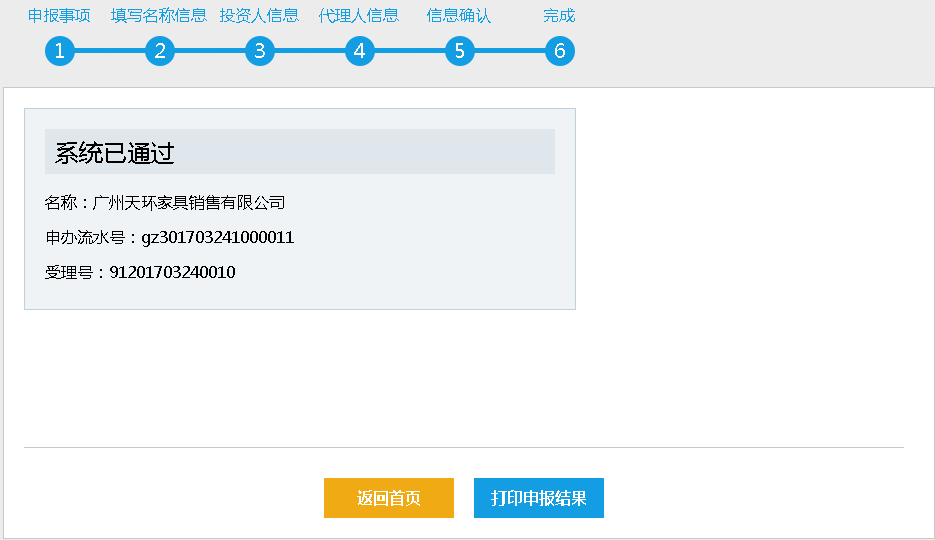 申报事项 填写名称信息 投资人信息 代理人信息 信息确认 完成
1 2 3 4 5 6
系统已通过
名称：广州天环家具销售有限公司
申办流水号：gz301703241000011
受理号：91201703240010
返回首页 打印申报结果